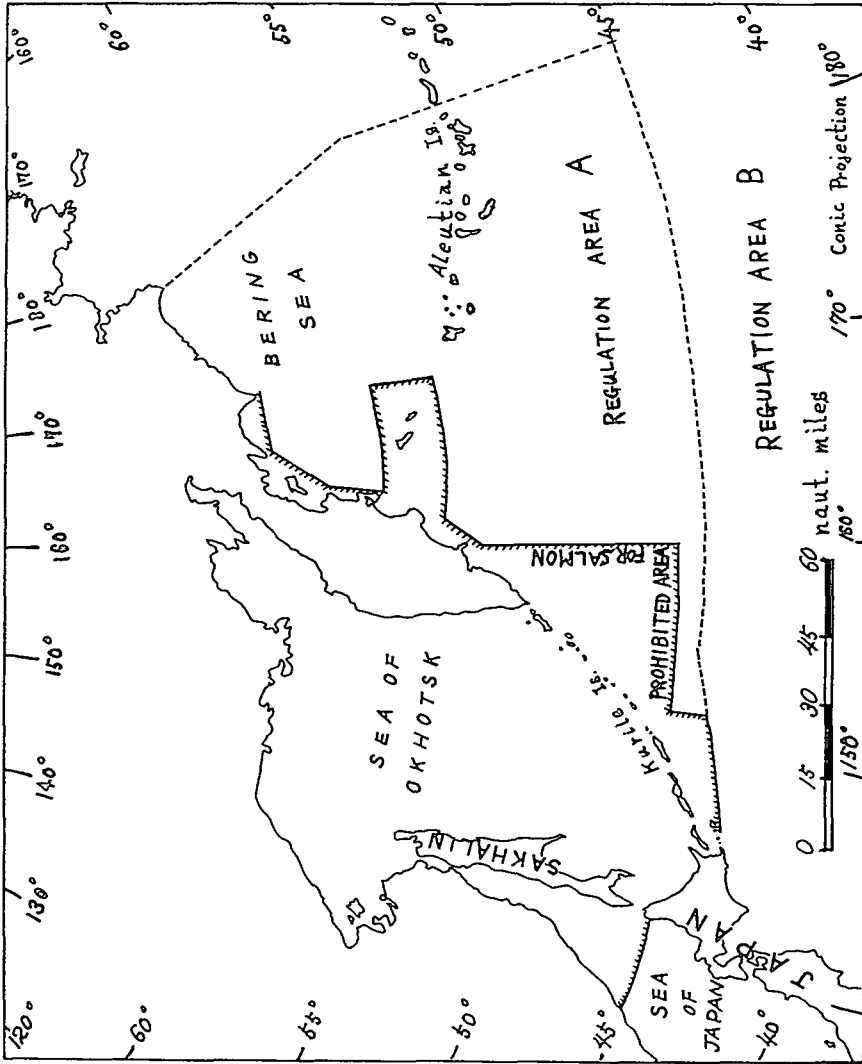 120°
130°
140°
150°
160°
170°
180°
170°
160°
60°
55°
50°
45°
40°
60°
55°
50°
45°
40°
BERING
SEA
Aleutian Is.
SEA OF
OKHOTSK
SAKHALIN
Kurile Is.
PROHIBITED AREA
FOR SALMON
REGULATION AREA A
REGULATION AREA B
SEA
OF
JAPAN
JAPAN
0 15 30 45 60 naut. miles
150° 160° 170° 180°
Conic Projection